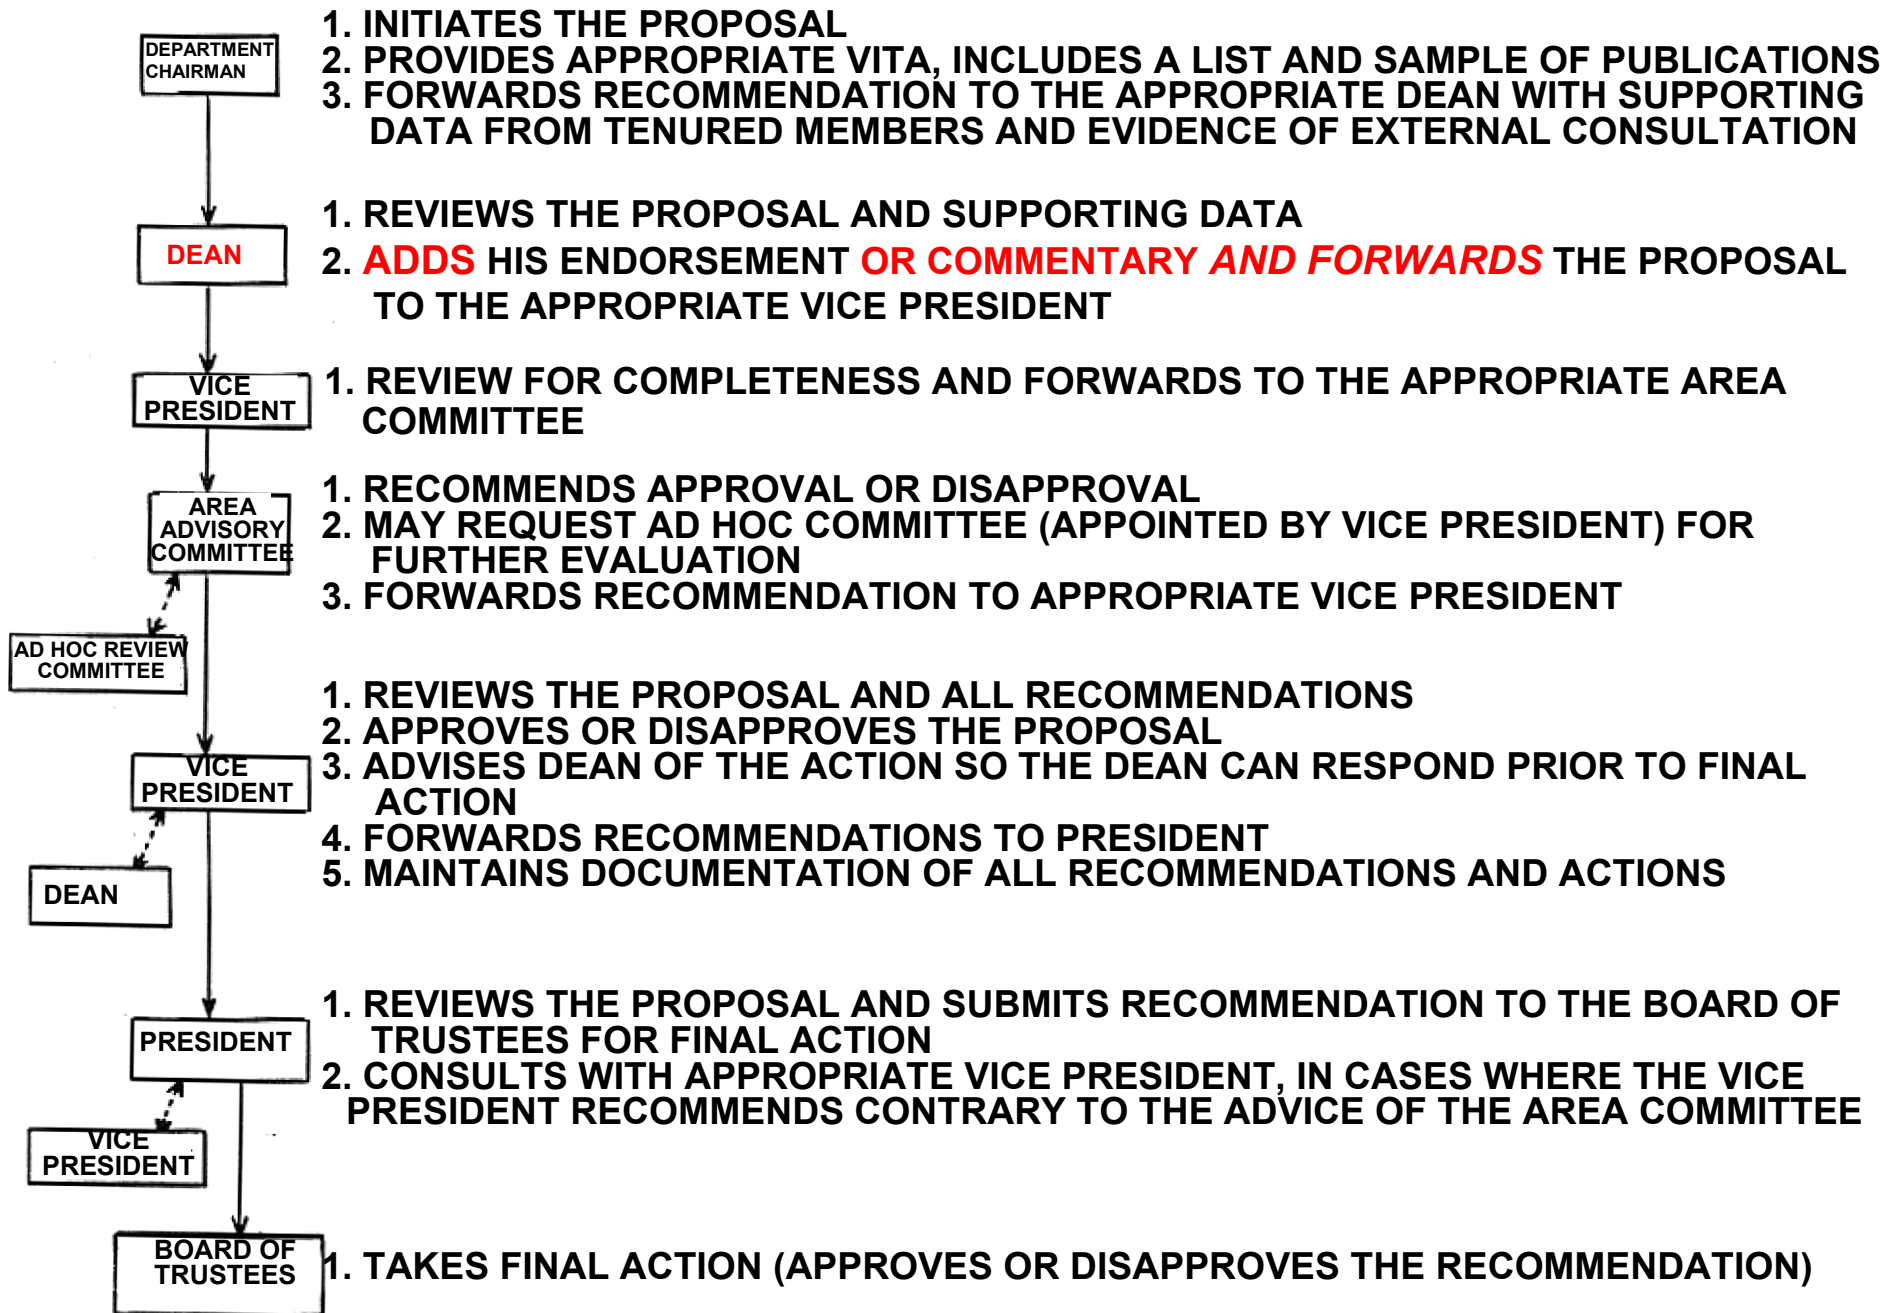 DEPARTMENT
CHAIRMAN
1. INITIATES THE PROPOSAL
2. PROVIDES APPROPRIATE VITA, INCLUDES A LIST AND SAMPLE OF PUBLICATIONS
3. FORWARDS RECOMMENDATION TO THE APPROPRIATE DEAN WITH SUPPORTING
DATA FROM TENURED MEMBERS AND EVIDENCE OF EXTERNAL CONSULTATION
DEAN
1. REVIEWS THE PROPOSAL AND SUPPORTING DATA
2. ADDS HIS ENDORSEMENT OR COMMENTARY AND FORWARDS THE PROPOSAL
TO THE APPROPRIATE VICE PRESIDENT
VICE
PRESIDENT
1. REVIEW FOR COMPLETENESS AND FORWARDS TO THE APPROPRIATE AREA
COMMITTEE
AREA
ADVISORY
COMMITTEE
1. RECOMMENDS APPROVAL OR DISAPPROVAL
2. MAY REQUEST AD HOC COMMITTEE (APPOINTED BY VICE PRESIDENT) FOR
FURTHER EVALUATION
3. FORWARDS RECOMMENDATION TO APPROPRIATE VICE PRESIDENT
AD HOC REVIEW
COMMITTEE
VICE
PRESIDENT
1. REVIEWS THE PROPOSAL AND ALL RECOMMENDATIONS
2. APPROVES OR DISAPPROVES THE PROPOSAL
3. ADVISES DEAN OF THE ACTION SO THE DEAN CAN RESPOND PRIOR TO FINAL
ACTION
4. FORWARDS RECOMMENDATIONS TO PRESIDENT
5. MAINTAINS DOCUMENTATION OF ALL RECOMMENDATIONS AND ACTIONS
DEAN
PRESIDENT
1. REVIEWS THE PROPOSAL AND SUBMITS RECOMMENDATION TO THE BOARD OF
TRUSTEES FOR FINAL ACTION
2. CONSULTS WITH APPROPRIATE VICE PRESIDENT, IN CASES WHERE THE VICE
PRESIDENT RECOMMENDS CONTRARY TO THE ADVICE OF THE AREA COMMITTEE
VICE
PRESIDENT
BOARD OF
TRUSTEES
1. TAKES FINAL ACTION (APPROVES OR DISAPPROVES THE RECOMMENDATION)